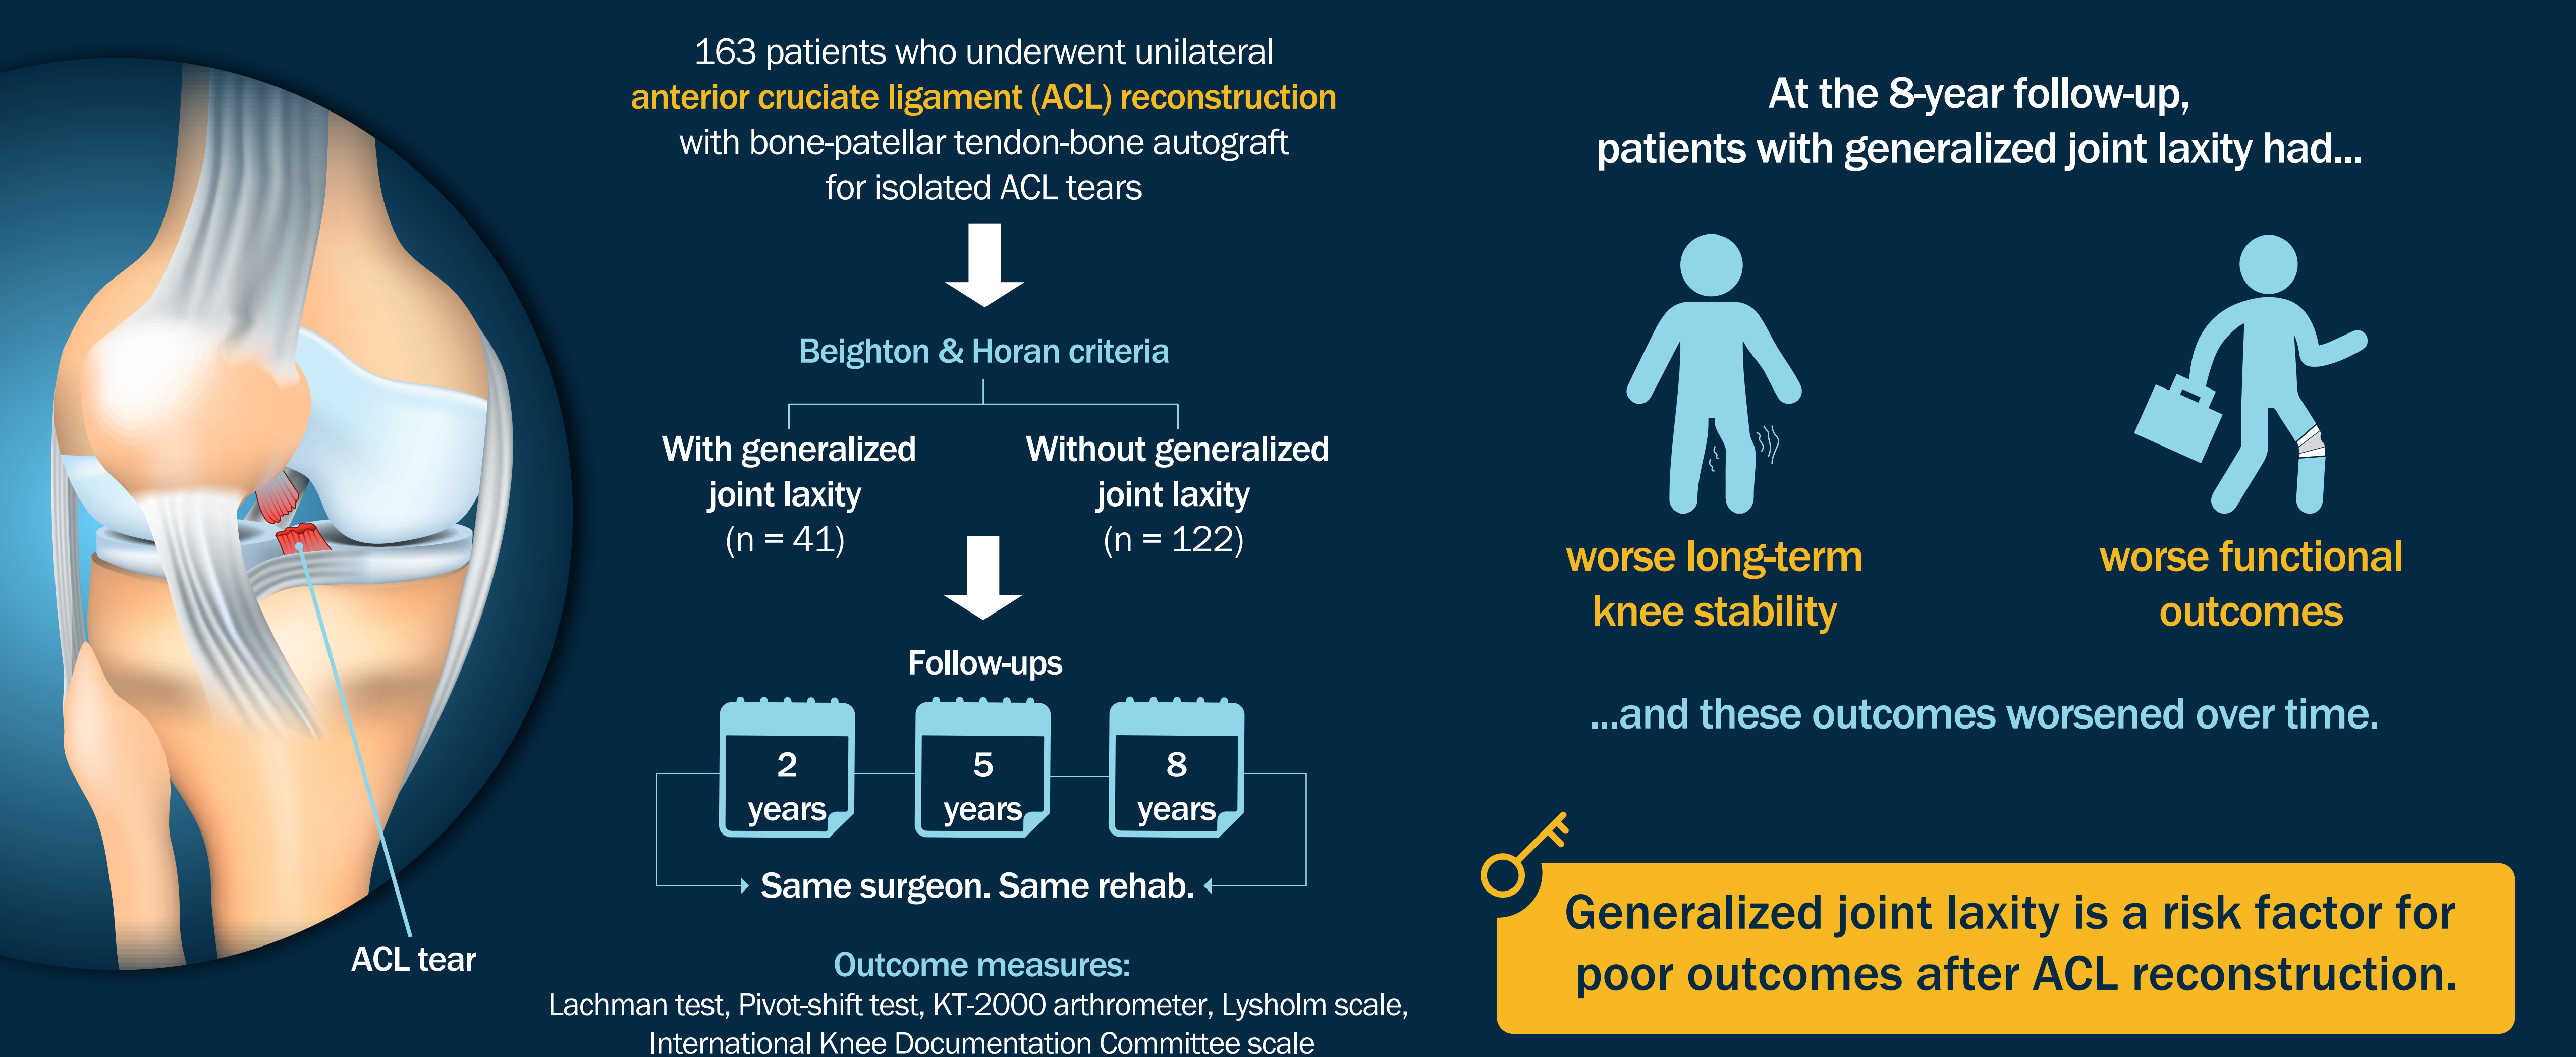 163 patients who underwent unilateral
anterior cruciate ligament (ACL) reconstruction
with bone-patellar tendon-bone autograft
for isolated ACL tears
Beighton & Horan criteria
With generalized
joint laxity
(n = 41)
Without generalized
joint laxity
(n = 122)
Follow-ups
2
years
5
years
8
years
Same surgeon. Same rehab.
Outcome measures:
Lachman test, Pivot-shift test, KT-2000 arthrometer, Lysholm scale,
International Knee Documentation Committee scale
ACL tear
At the 8-year follow-up,
patients with generalized joint laxity had...
worse long-term
knee stability
worse functional
outcomes
...and these outcomes worsened over time.
Generalized joint laxity is a risk factor for
poor outcomes after ACL reconstruction.